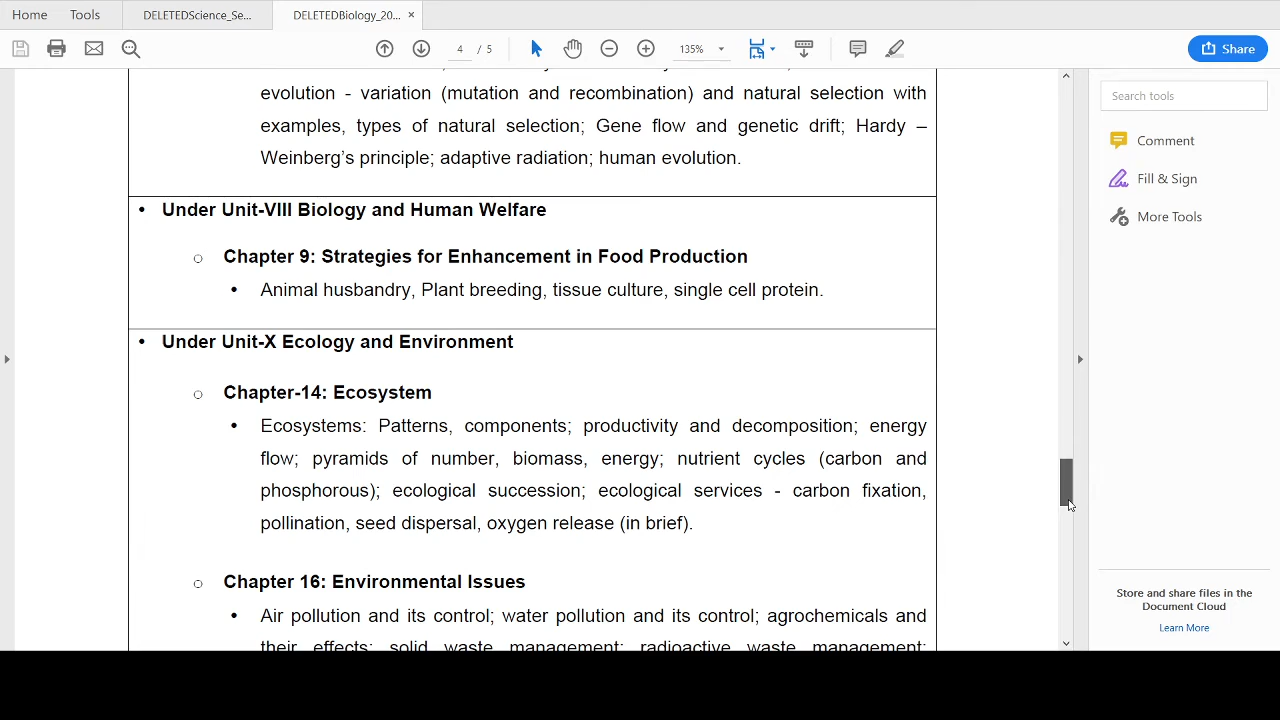 Home Tools DELETEDScience_Se... DELETEDBiology_20... ×
4 / 5 135% Share
evolution - variation (mutation and recombination) and natural selection with
examples, types of natural selection; Gene flow and genetic drift; Hardy –
Weinberg's principle; adaptive radiation; human evolution.
• Under Unit-VIII Biology and Human Welfare
○ Chapter 9: Strategies for Enhancement in Food Production
• Animal husbandry, Plant breeding, tissue culture, single cell protein.
• Under Unit-X Ecology and Environment
○ Chapter-14: Ecosystem
• Ecosystems: Patterns, components; productivity and decomposition; energy
flow; pyramids of number, biomass, energy; nutrient cycles (carbon and
phosphorous); ecological succession; ecological services - carbon fixation,
pollination, seed dispersal, oxygen release (in brief).
○ Chapter 16: Environmental Issues
• Air pollution and its control; water pollution and its control; agrochemicals and
their effects; solid waste management; radioactive waste management;
Search tools
Comment
Fill & Sign
More Tools
Store and share files in the
Document Cloud
Learn More